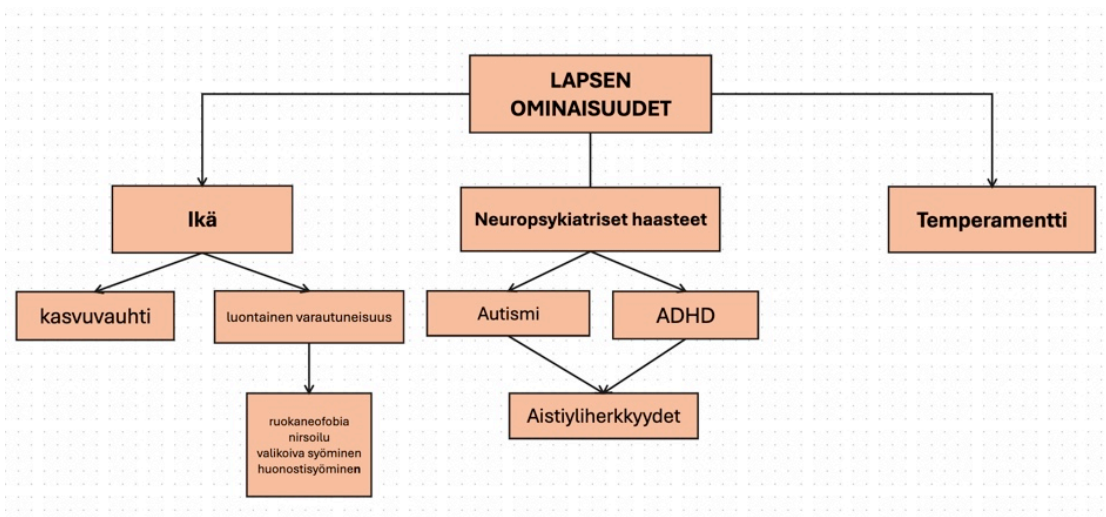 LAPSEN
OMINAISUUDET
Ikä
Neuropsykiatriset haasteet
Temperamentti
kasvuvauhti
luontainen varautuneisuus
Autismi
ADHD
ruokaneofobia
nirsoilu
valikoiva syöminen
huonostisyöminen
Aistiyliherkkyydet